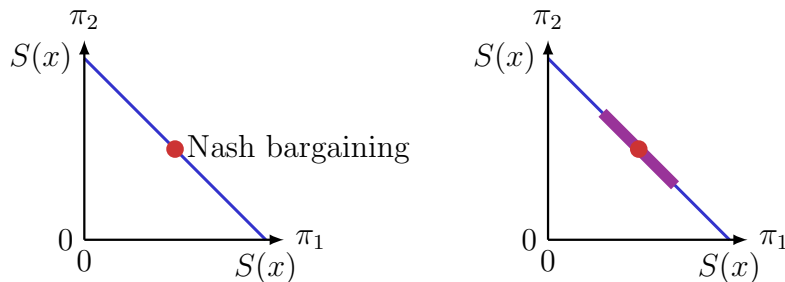 π₂
S(x)
Nash bargaining
0
π₁
0
S(x)
π₂
S(x)
0
π₁
0
S(x)